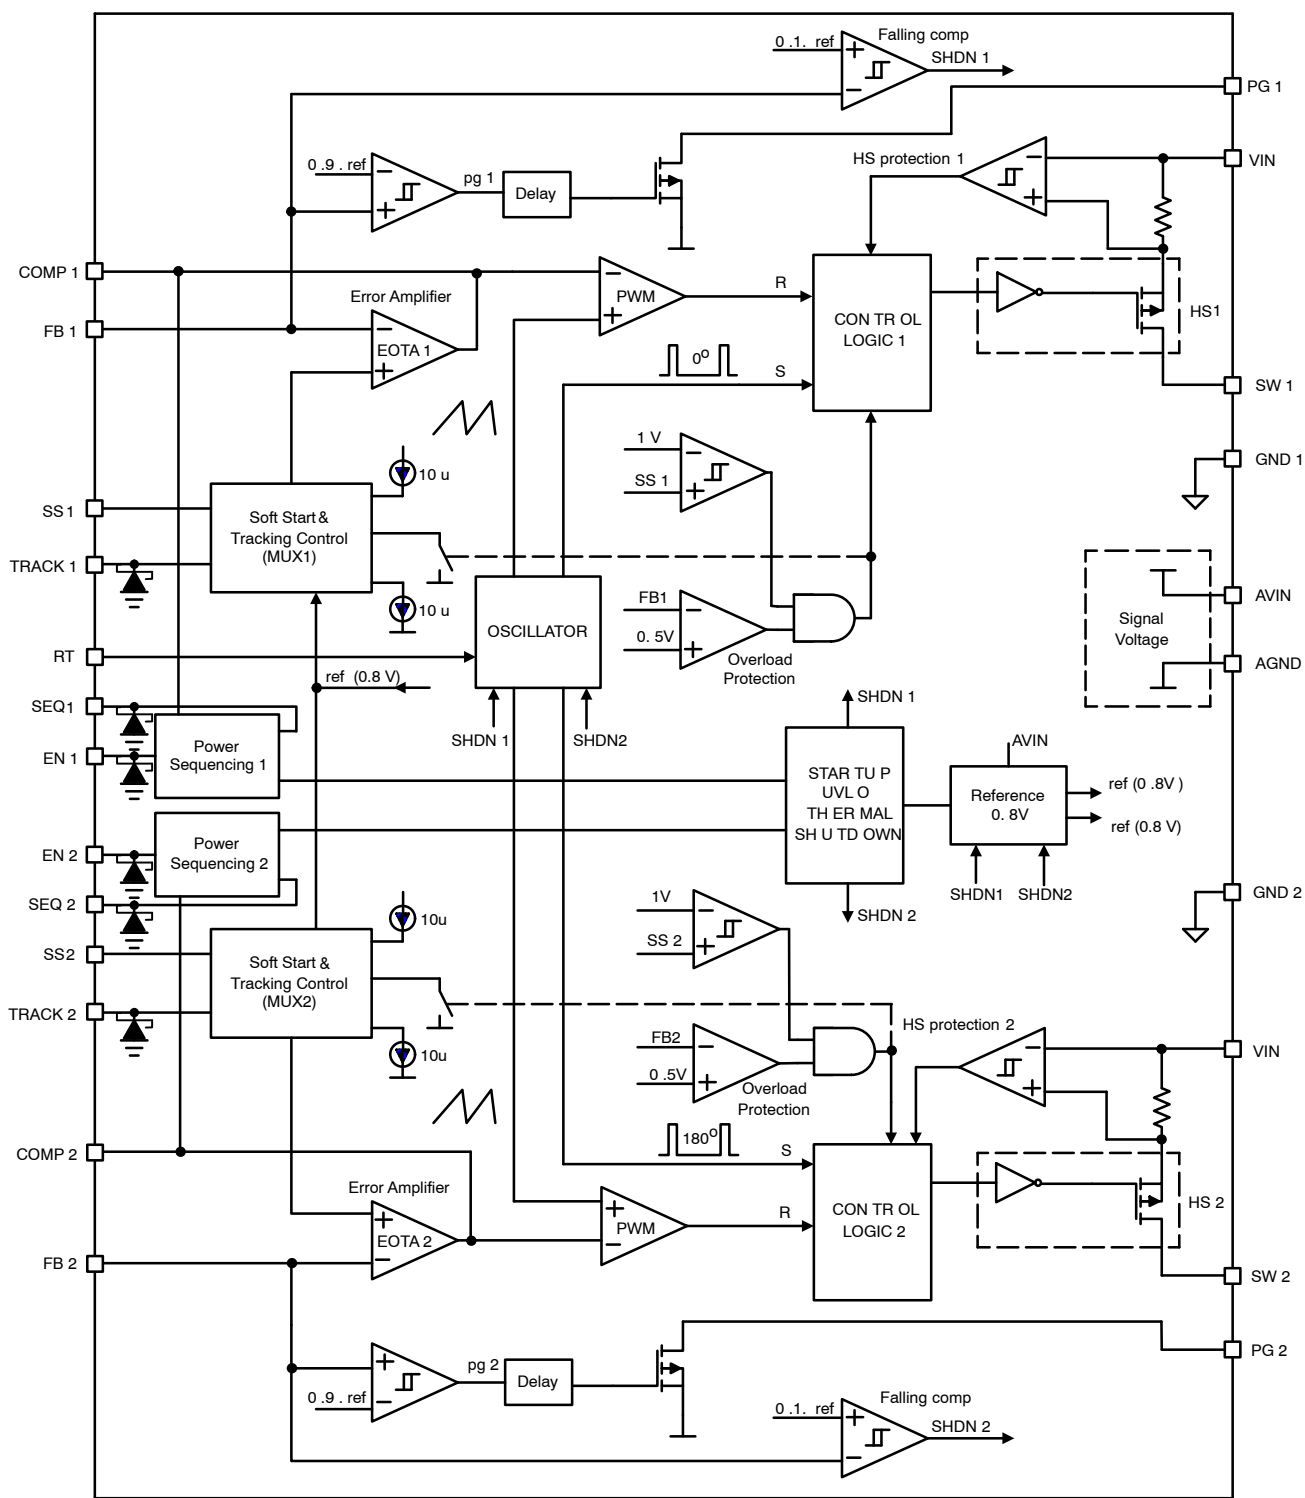 Falling comp
0 .1. ref
SHDN 1
PG 1
0 .9 . ref
pg 1
Delay
HS protection 1
VIN
COMP 1
Error Amplifier
PWM
R
CON TR OL
LOGIC 1
HS1
FB 1
EOTA 1
0o
S
SW 1
1 V
SS 1
10 u
GND 1
SS 1
Soft Start &
Tracking Control
(MUX1)
TRACK 1
10 u
OSCILLATOR
FB1
0. 5V
Overload
Protection
Signal
Voltage
AVIN
AGND
RT
ref (0.8 V)
SEQ1
SHDN 1
SHDN2
SHDN 1
EN 1
Power
Sequencing 1
STAR TU P
UVL O
TH ER MAL
SH U TD OWN
AVIN
Reference
0. 8V
ref (0 .8V )
ref (0.8 V)
EN 2
Power
Sequencing 2
SHDN1
SHDN2
SEQ 2
SHDN 2
GND 2
1V
SS 2
10u
SS2
Soft Start &
Tracking Control
(MUX2)
TRACK 2
10u
FB2
0 .5V
Overload
Protection
HS protection 2
VIN
180o
S
COMP 2
Error Amplifier
EOTA 2
PWM
R
CON TR OL
LOGIC 2
HS 2
FB 2
SW 2
pg 2
Delay
0 .9 . ref
PG 2
Falling comp
0 .1. ref
SHDN 2